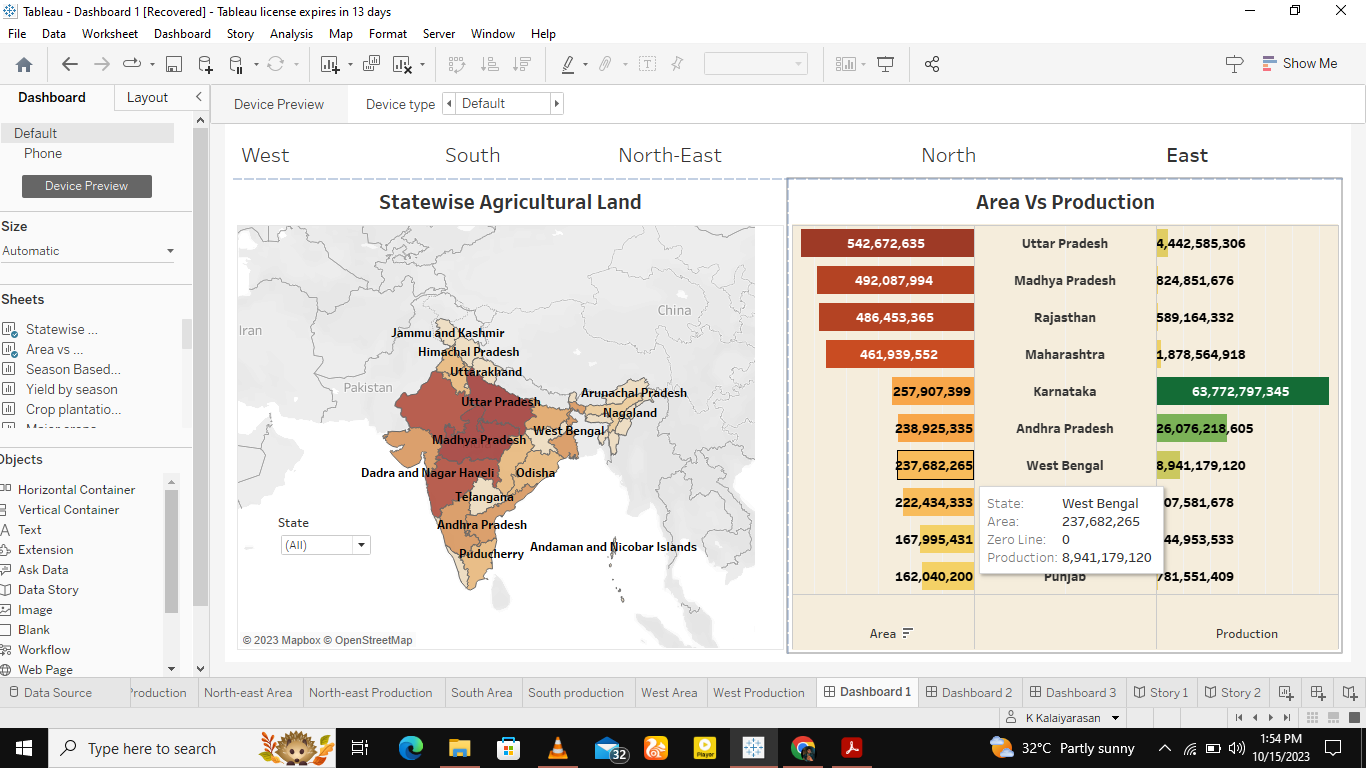 Tableau - Dashboard 1 [Recovered] - Tableau license expires in 13 days
File Data Worksheet Dashboard Story Analysis Map Format Server Window Help
Show Me
Dashboard Layout
Device Preview Device type Default
Default
Phone
Device Preview
Size
Automatic
Sheets
Statewise ...
Area vs ...
Season Based...
Yield by season
Crop plantatio...
Objects
Horizontal Container
Vertical Container
Text
Extension
Ask Data
Data Story
Image
Blank
Workflow
Web Page
West South North-East North East
Statewise Agricultural Land
Iran
China
Pakistan
Jammu and Kashmir
Himachal Pradesh
Uttarakhand
Arunachal Pradesh
Uttar Pradesh
Nagaland
West Bengal
Madhya Pradesh
Dadra and Nagar Haveli
Odisha
Telangana
Andhra Pradesh
Andaman and Nicobar Islands
Puducherry
State
(All)
© 2023 Mapbox © OpenStreetMap
Area Vs Production
542,672,635 Uttar Pradesh 4,442,585,306
492,087,994 Madhya Pradesh 824,851,676
486,453,365 Rajasthan 589,164,332
461,939,552 Maharashtra 1,878,564,918
257,907,399 Karnataka 63,772,797,345
238,925,335 Andhra Pradesh 26,076,218,605
237,682,265 West Bengal 8,941,179,120
222,434,333 07,581,678
167,995,431 44,953,533
162,040,200 Punjab 781,551,409
State: West Bengal
Area: 237,682,265
Zero Line: 0
Production: 8,941,179,120
Area Production
Data Source Production North-east Area North-east Production South Area South production West Area West Production Dashboard 1 Dashboard 2 Dashboard 3 Story 1 Story 2
K Kalaiyarasan
Type here to search
32
Player
32°C Partly sunny
1:54 PM
10/15/2023